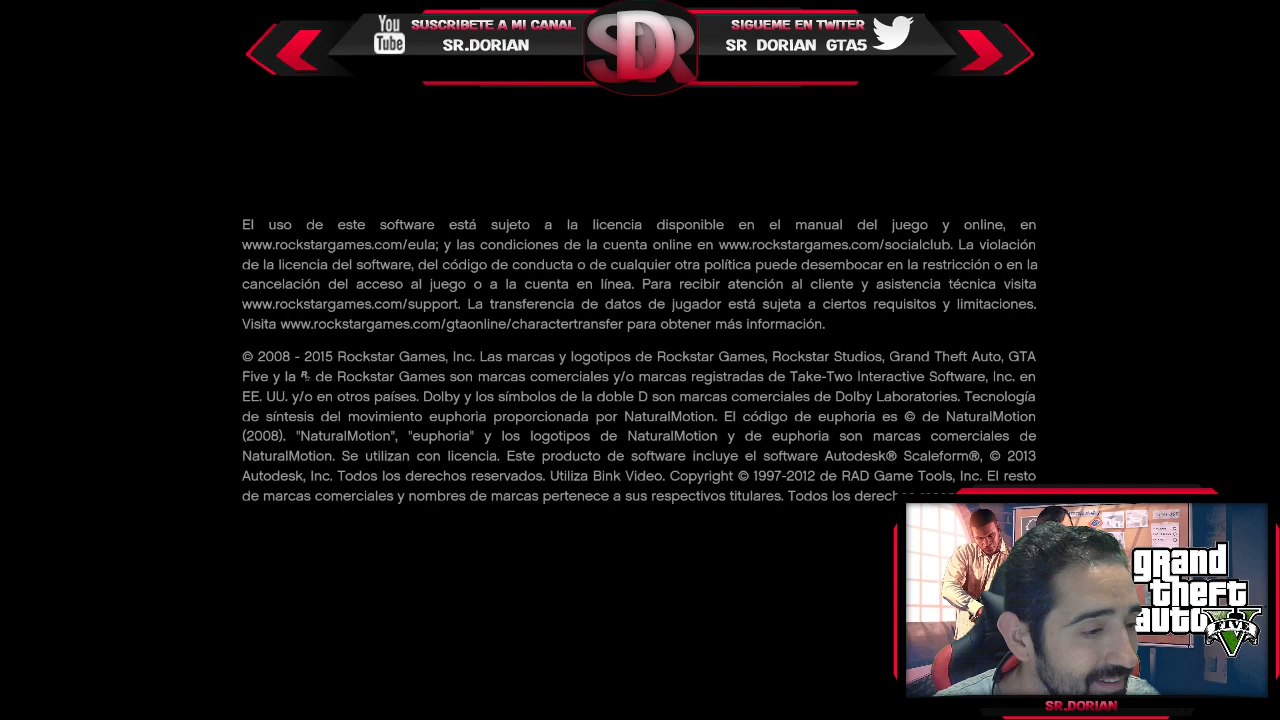 You
Tube
SUSCRIBETE A MI CANAL
SR.DORIAN
SDR
SIGUEME EN TWITER
SR DORIAN GTA5
El uso de este software está sujeto a la licencia disponible en el manual del juego y online, en
www.rockstargames.com/eula; y las condiciones de la cuenta online en www.rockstargames.com/socialclub. La violación
de la licencia del software, del código de conducta o de cualquier otra política puede desembocar en la restricción o en la
cancelación del acceso al juego o a la cuenta en línea. Para recibir atención al cliente y asistencia técnica visita
www.rockstargames.com/support. La transferencia de datos de jugador está sujeta a ciertos requisitos y limitaciones.
Visita www.rockstargames.com/gtaonline/charactertransfer para obtener más información.
© 2008 - 2015 Rockstar Games, Inc. Las marcas y logotipos de Rockstar Games, Rockstar Studios, Grand Theft Auto, GTA
Five y la R* de Rockstar Games son marcas comerciales y/o marcas registradas de Take-Two Interactive Software, Inc. en
EE. UU. y/o en otros países. Dolby y los símbolos de la doble D son marcas comerciales de Dolby Laboratories. Tecnología
de síntesis del movimiento euphoria proporcionada por NaturalMotion. El código de euphoria es © de NaturalMotion
(2008). "NaturalMotion", "euphoria" y los logotipos de NaturalMotion y de euphoria son marcas comerciales de
NaturalMotion. Se utilizan con licencia. Este producto de software incluye el software Autodesk® Scaleform®, © 2013
Autodesk, Inc. Todos los derechos reservados. Utiliza Bink Video. Copyright © 1997-2012 de RAD Game Tools, Inc. El resto
de marcas comerciales y nombres de marcas pertenece a sus respectivos titulares. Todos los derech
grand
theft
auto
V
FIVE
SR.DORIAN